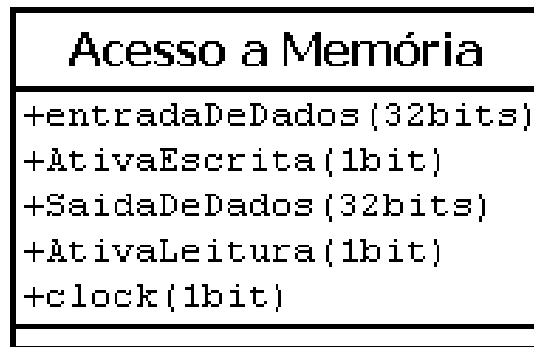 Acesso a Memória
+entradaDeDados(32bits)
+AtivaEscrita(1bit)
+SaidaDeDados(32bits)
+AtivaLeitura(1bit)
+clock(1bit)